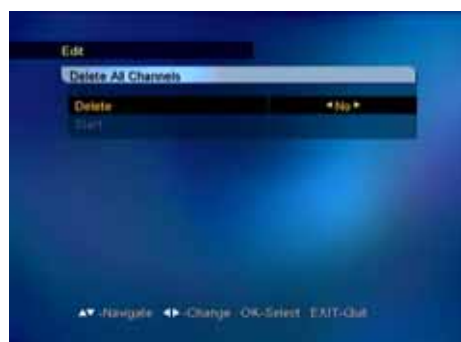 Edit
Delete All Channels
Delete ◄No►
Start
▲▼-Navigate ◄►-Change OK-Select EXIT-Quit